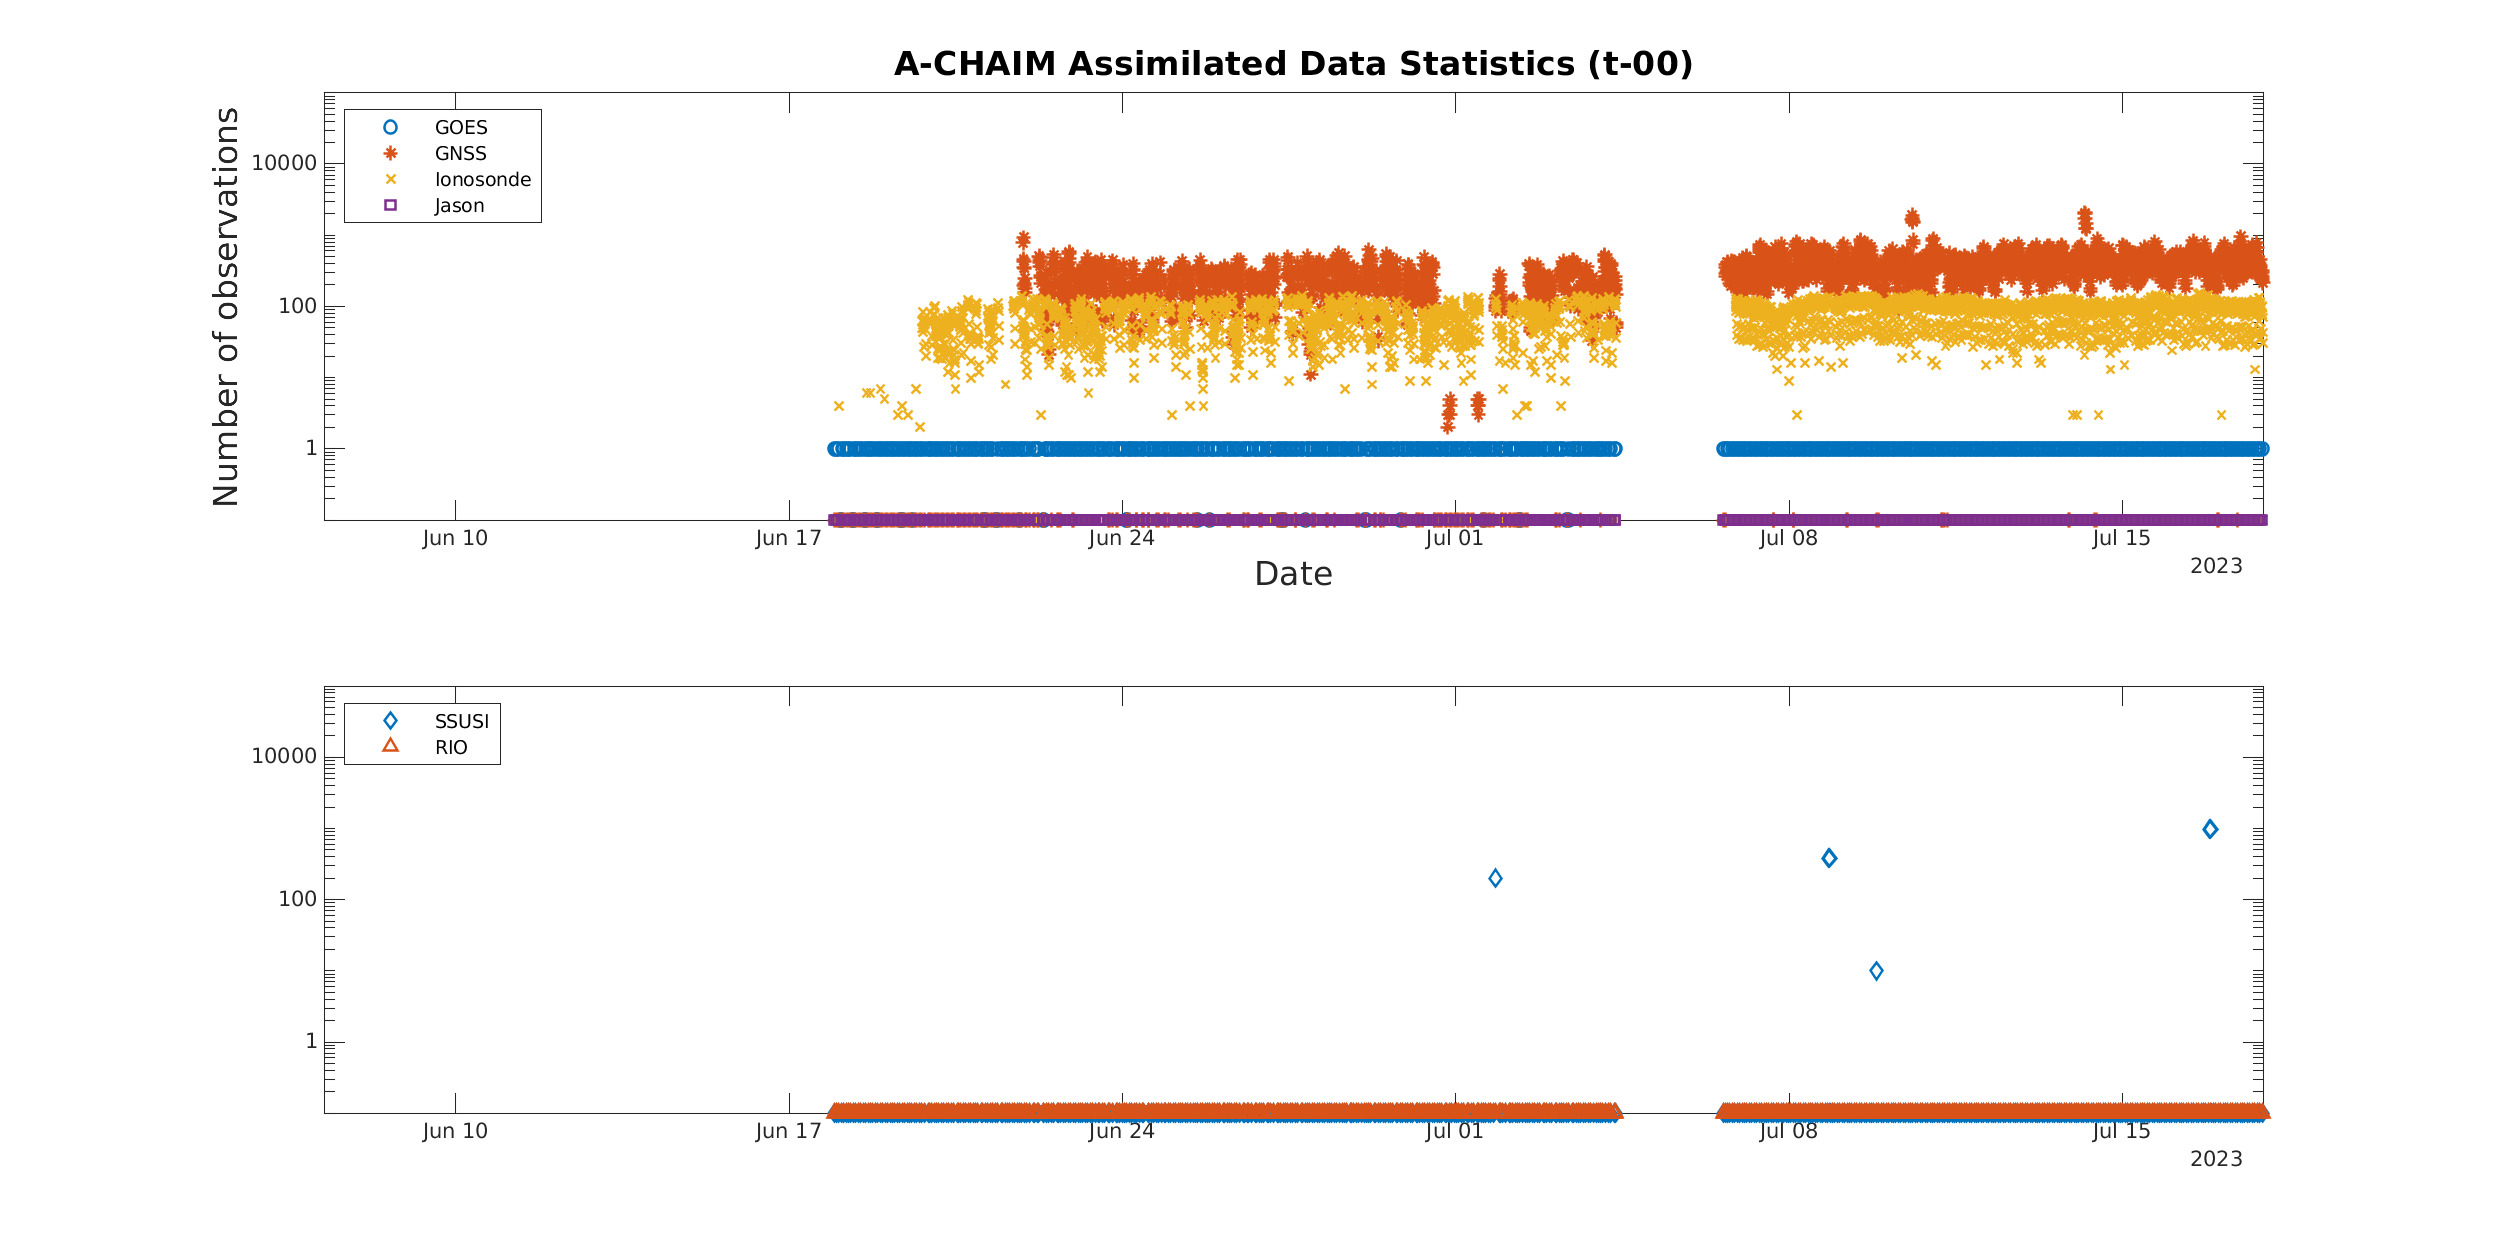 A-CHAIM Assimilated Data Statistics (t-00)
Number of observations
GOES
GNSS
Ionosonde
Jason
10000
100
1
Jun 10
Jun 17
Jun 24
Jul 01
Jul 08
Jul 15
2023
Date
SSUSI
RIO
10000
100
1
Jun 10
Jun 17
Jun 24
Jul 01
Jul 08
Jul 15
2023